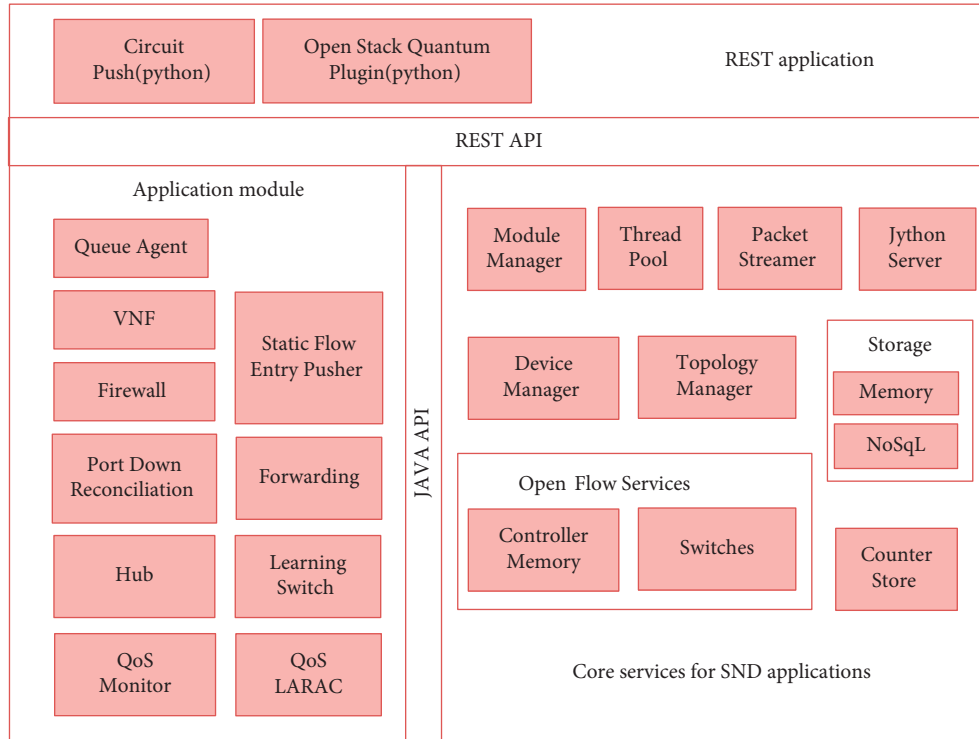 Circuit
Push(python)
Open Stack Quantum
Plugin(python)
REST application
REST API
Application module
Queue Agent
VNF
Static Flow
Entry Pusher
Firewall
Port Down
Reconciliation
Forwarding
Hub
Learning
Switch
QoS
Monitor
QoS
LARAC
JAVA API
Module
Manager
Thread
Pool
Packet
Streamer
Jython
Server
Device
Manager
Topology
Manager
Storage
Memory
NoSqL
Open Flow Services
Controller
Memory
Switches
Counter
Store
Core services for SND applications